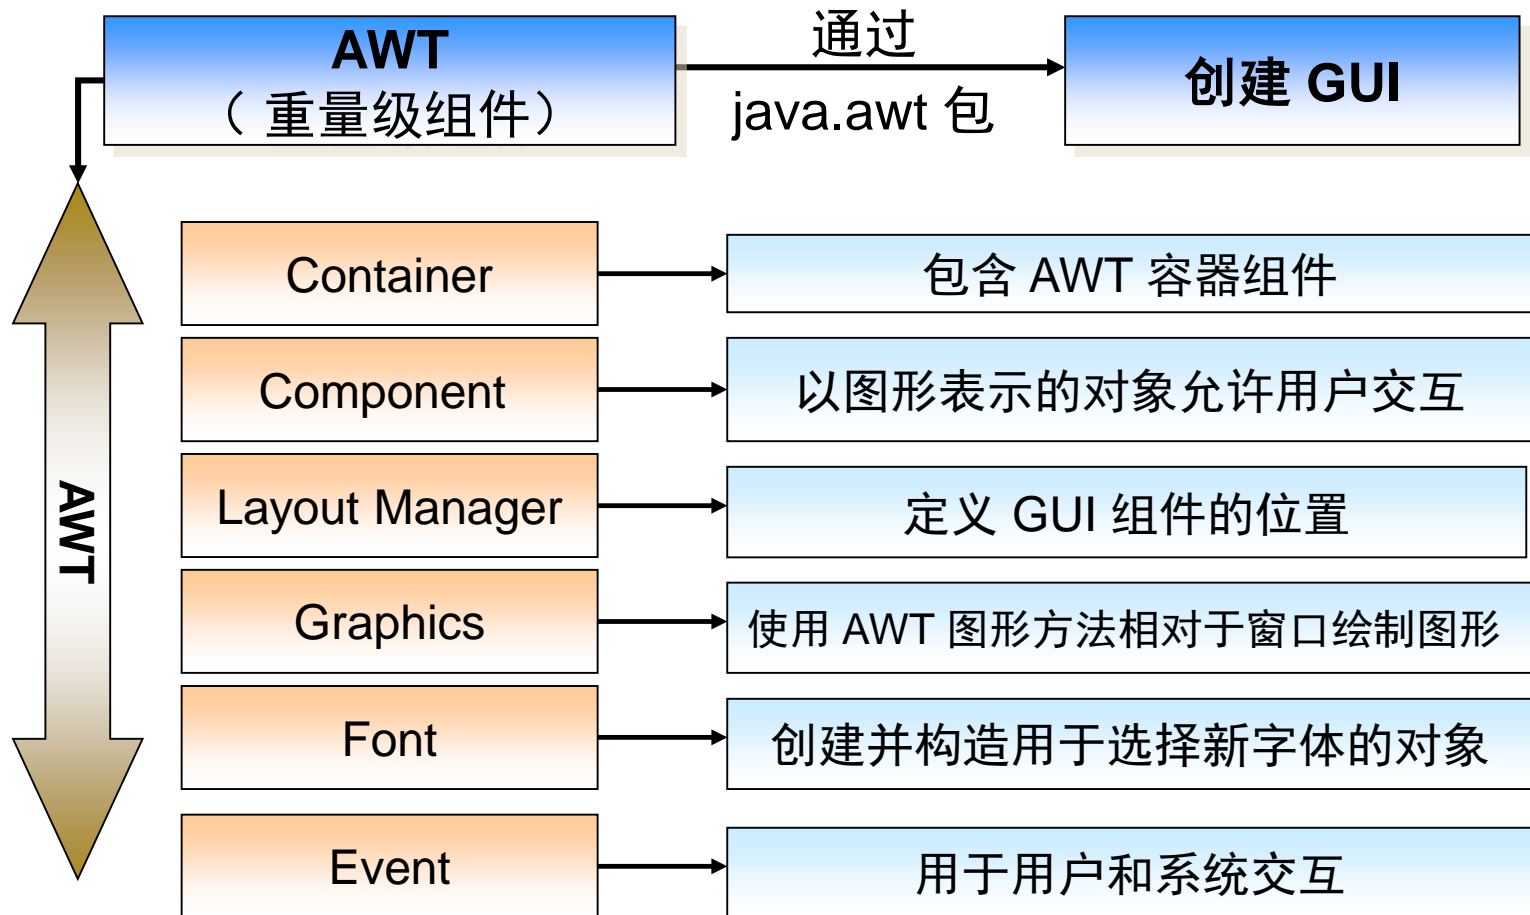 AWT
（ 重量级组件）
通过
java.awt 包
创建 GUI
AWT
Container
包含 AWT 容器组件
Component
以图形表示的对象允许用户交互
Layout Manager
定义 GUI 组件的位置
Graphics
使用 AWT 图形方法相对于窗口绘制图形
Font
创建并构造用于选择新字体的对象
Event
用于用户和系统交互